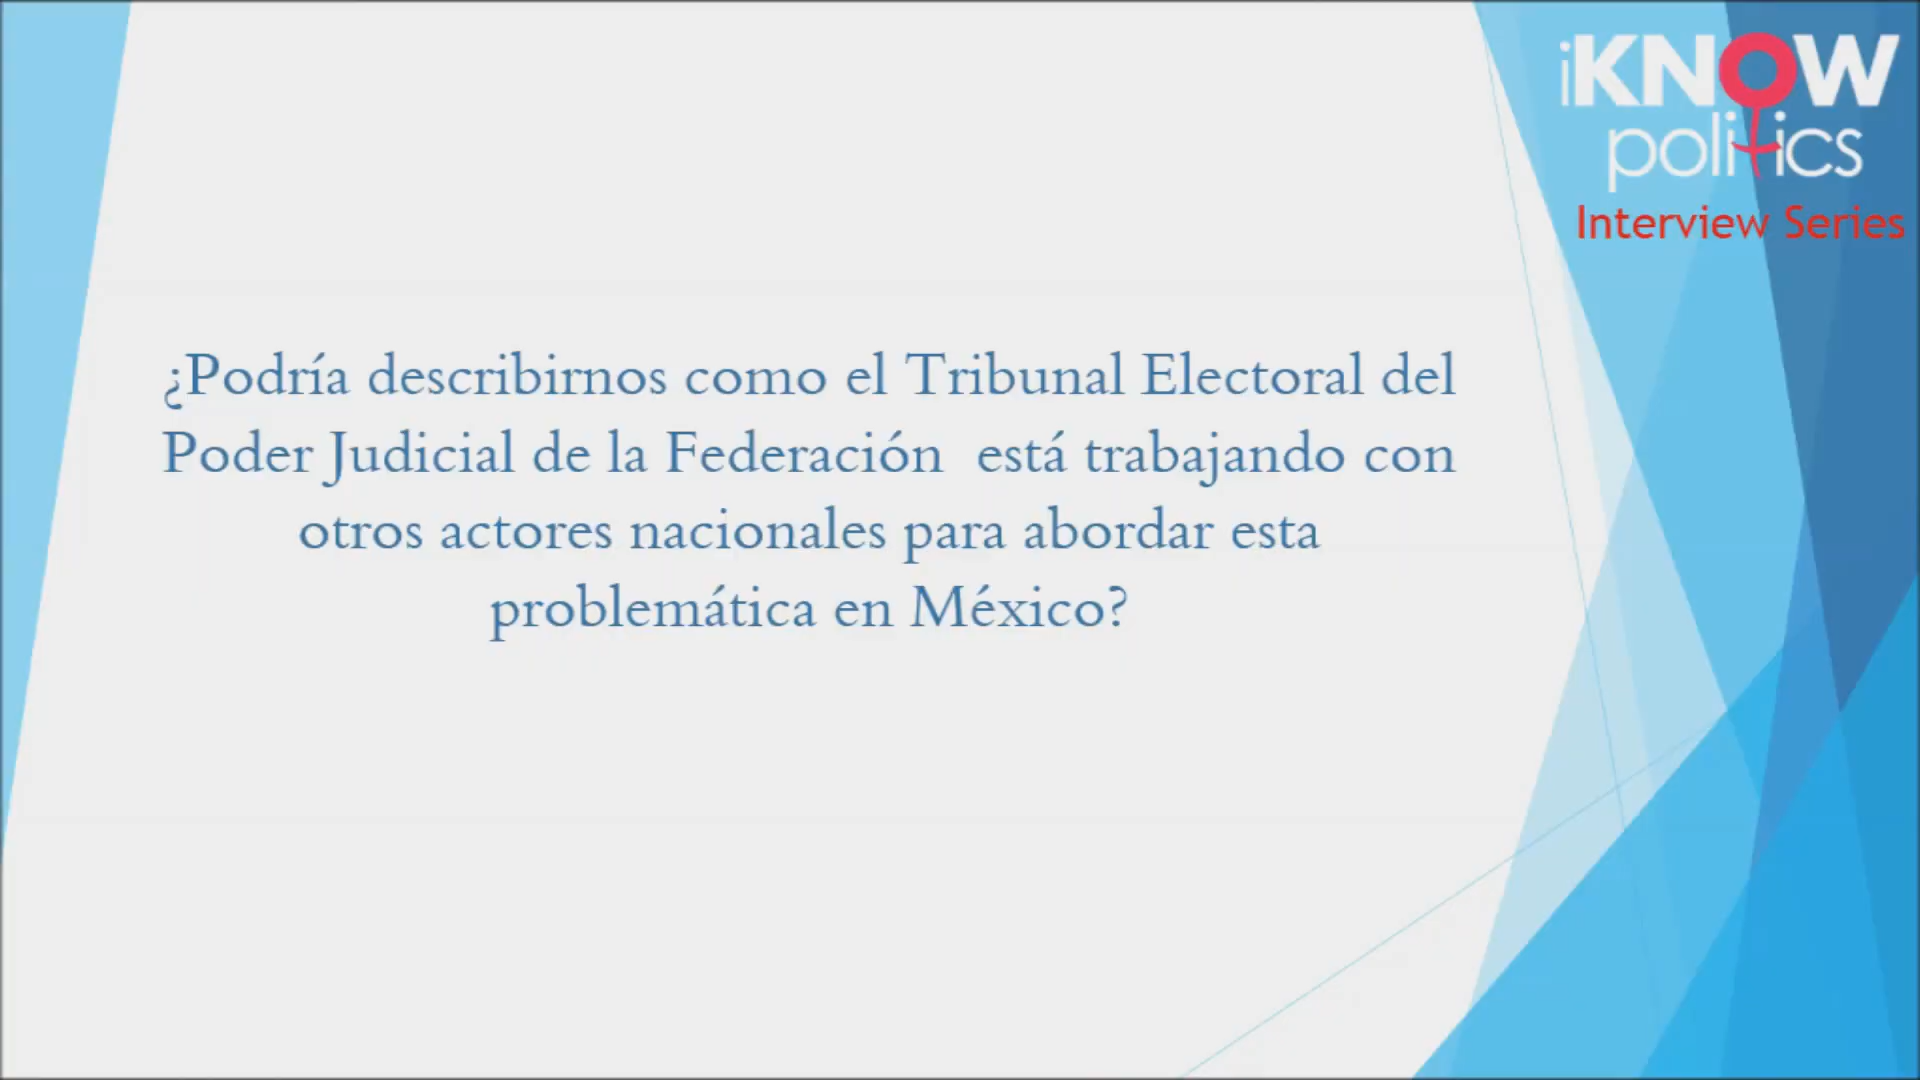 iKNOW
politics
Interview Series
¿Podría describirnos como el Tribunal Electoral del
Poder Judicial de la Federación  está trabajando con
otros actores nacionales para abordar esta
problemática en México?